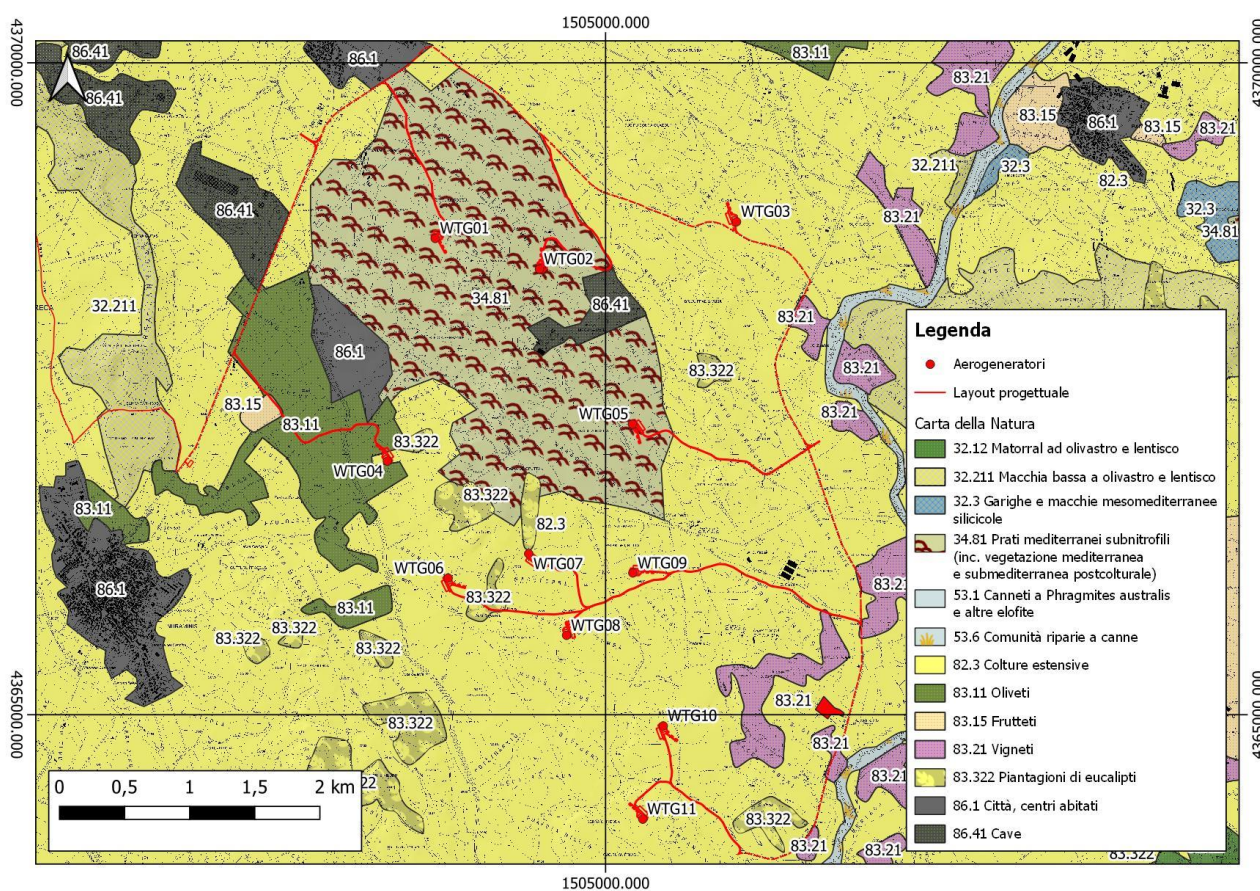 1505000.000
4370000.000
4370000.000
86.41
86.1
83.11
83.21
86.41
83.15
86.1
83.15
83.21
32.211
32.3
82.3
86.41
83.21
32.3
WTG03
34.81
WTG01
WTG02
32.211
34.81
86.41
83.21
86.1
83.322
83.21
83.15
83.21
83.11
83.322
WTG05
WTG04
83.322
83.11
82.3
WTG06
WTG07
WTG09
83.21
86.1
83.322
83.11
WTG08
83.322
83.322
83.322
83.21
4365000.000
4365000.000
83.322
WTG10
83.21
83.21
83.322
WTG11
83.322
83.21
83.21
83.322
0 0,5 1 1,5 2 km
1505000.000
Legenda
Aerogeneratori
Layout progettuale
Carta della Natura
32.12 Matorral ad olivastro e lentisco
32.211 Macchia bassa a olivastro e lentisco
32.3 Garighe e macchie mesomediterranee
silicicole
34.81 Prati mediterranei subnitrofili
(inc. vegetazione mediterranea
e submediterranea postcolturale)
53.1 Canneti a Phragmites australis
e altre elofite
53.6 Comunità riparie a canne
82.3 Colture estensive
83.11 Oliveti
83.15 Frutteti
83.21 Vigneti
83.322 Piantagioni di eucalipti
86.1 Città, centri abitati
86.41 Cave